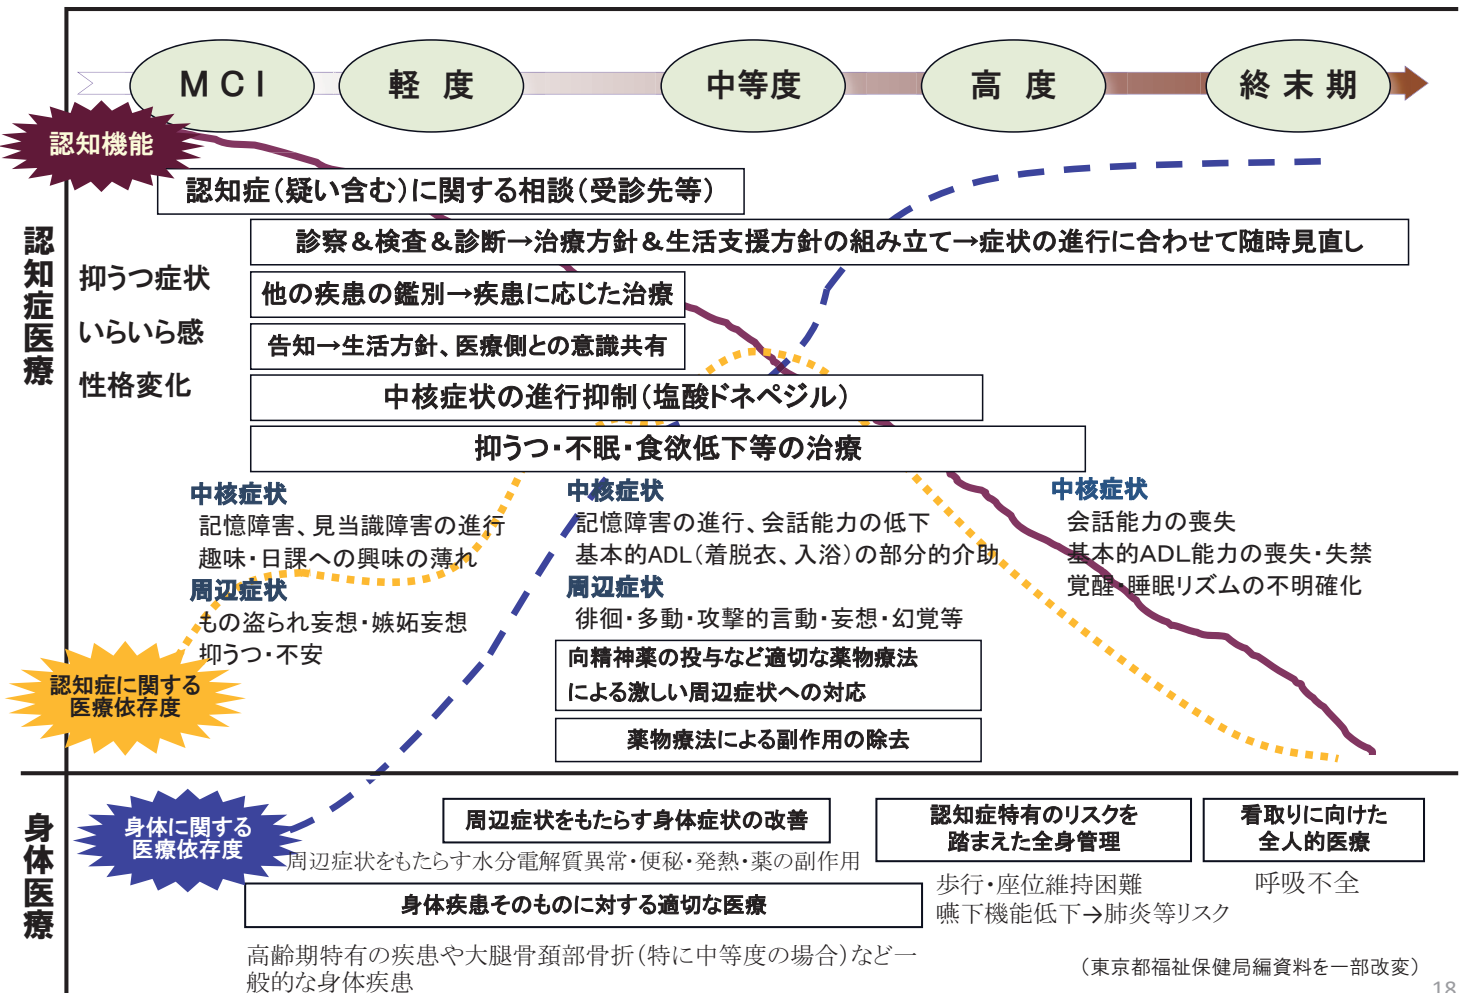 MCI
軽度
中等度
高度
終末期
認知機能
認知症(疑い含む)に関する相談(受診先等)
診察&検査&診断→治療方針&生活支援方針の組み立て→症状の進行に合わせて随時見直し
認知症医療
抑うつ症状
いらいら感
性格変化
他の疾患の鑑別→疾患に応じた治療
告知→生活方針、医療側との意識共有
中核症状の進行抑制(塩酸ドネペジル)
抑うつ・不眠・食欲低下等の治療
中核症状
記憶障害、見当識障害の進行
趣味・日課への興味の薄れ
周辺症状
もの盗られ妄想・嫉妬妄想
抑うつ・不安
中核症状
記憶障害の進行、会話能力の低下
基本的ADL(着脱衣、入浴)の部分的介助
周辺症状
徘徊・多動・攻撃的言動・妄想・幻覚等
向精神薬の投与など適切な薬物療法
による激しい周辺症状への対応
薬物療法による副作用の除去
中核症状
会話能力の喪失
基本的ADL能力の喪失・失禁
覚醒・睡眠リズムの不明確化
認知症に関する
医療依存度
身体医療
身体に関する
医療依存度
周辺症状をもたらす身体症状の改善
周辺症状をもたらす水分電解質異常・便秘・発熱・薬の副作用
身体疾患そのものに対する適切な医療
高齢期特有の疾患や大腿骨頚部骨折(特に中等度の場合)など一
般的な身体疾患
認知症特有のリスクを
踏まえた全身管理
歩行・座位維持困難
嚥下機能低下→肺炎等リスク
看取りに向けた
全人的医療
呼吸不全
(東京都福祉保健局編資料を一部改変)
18